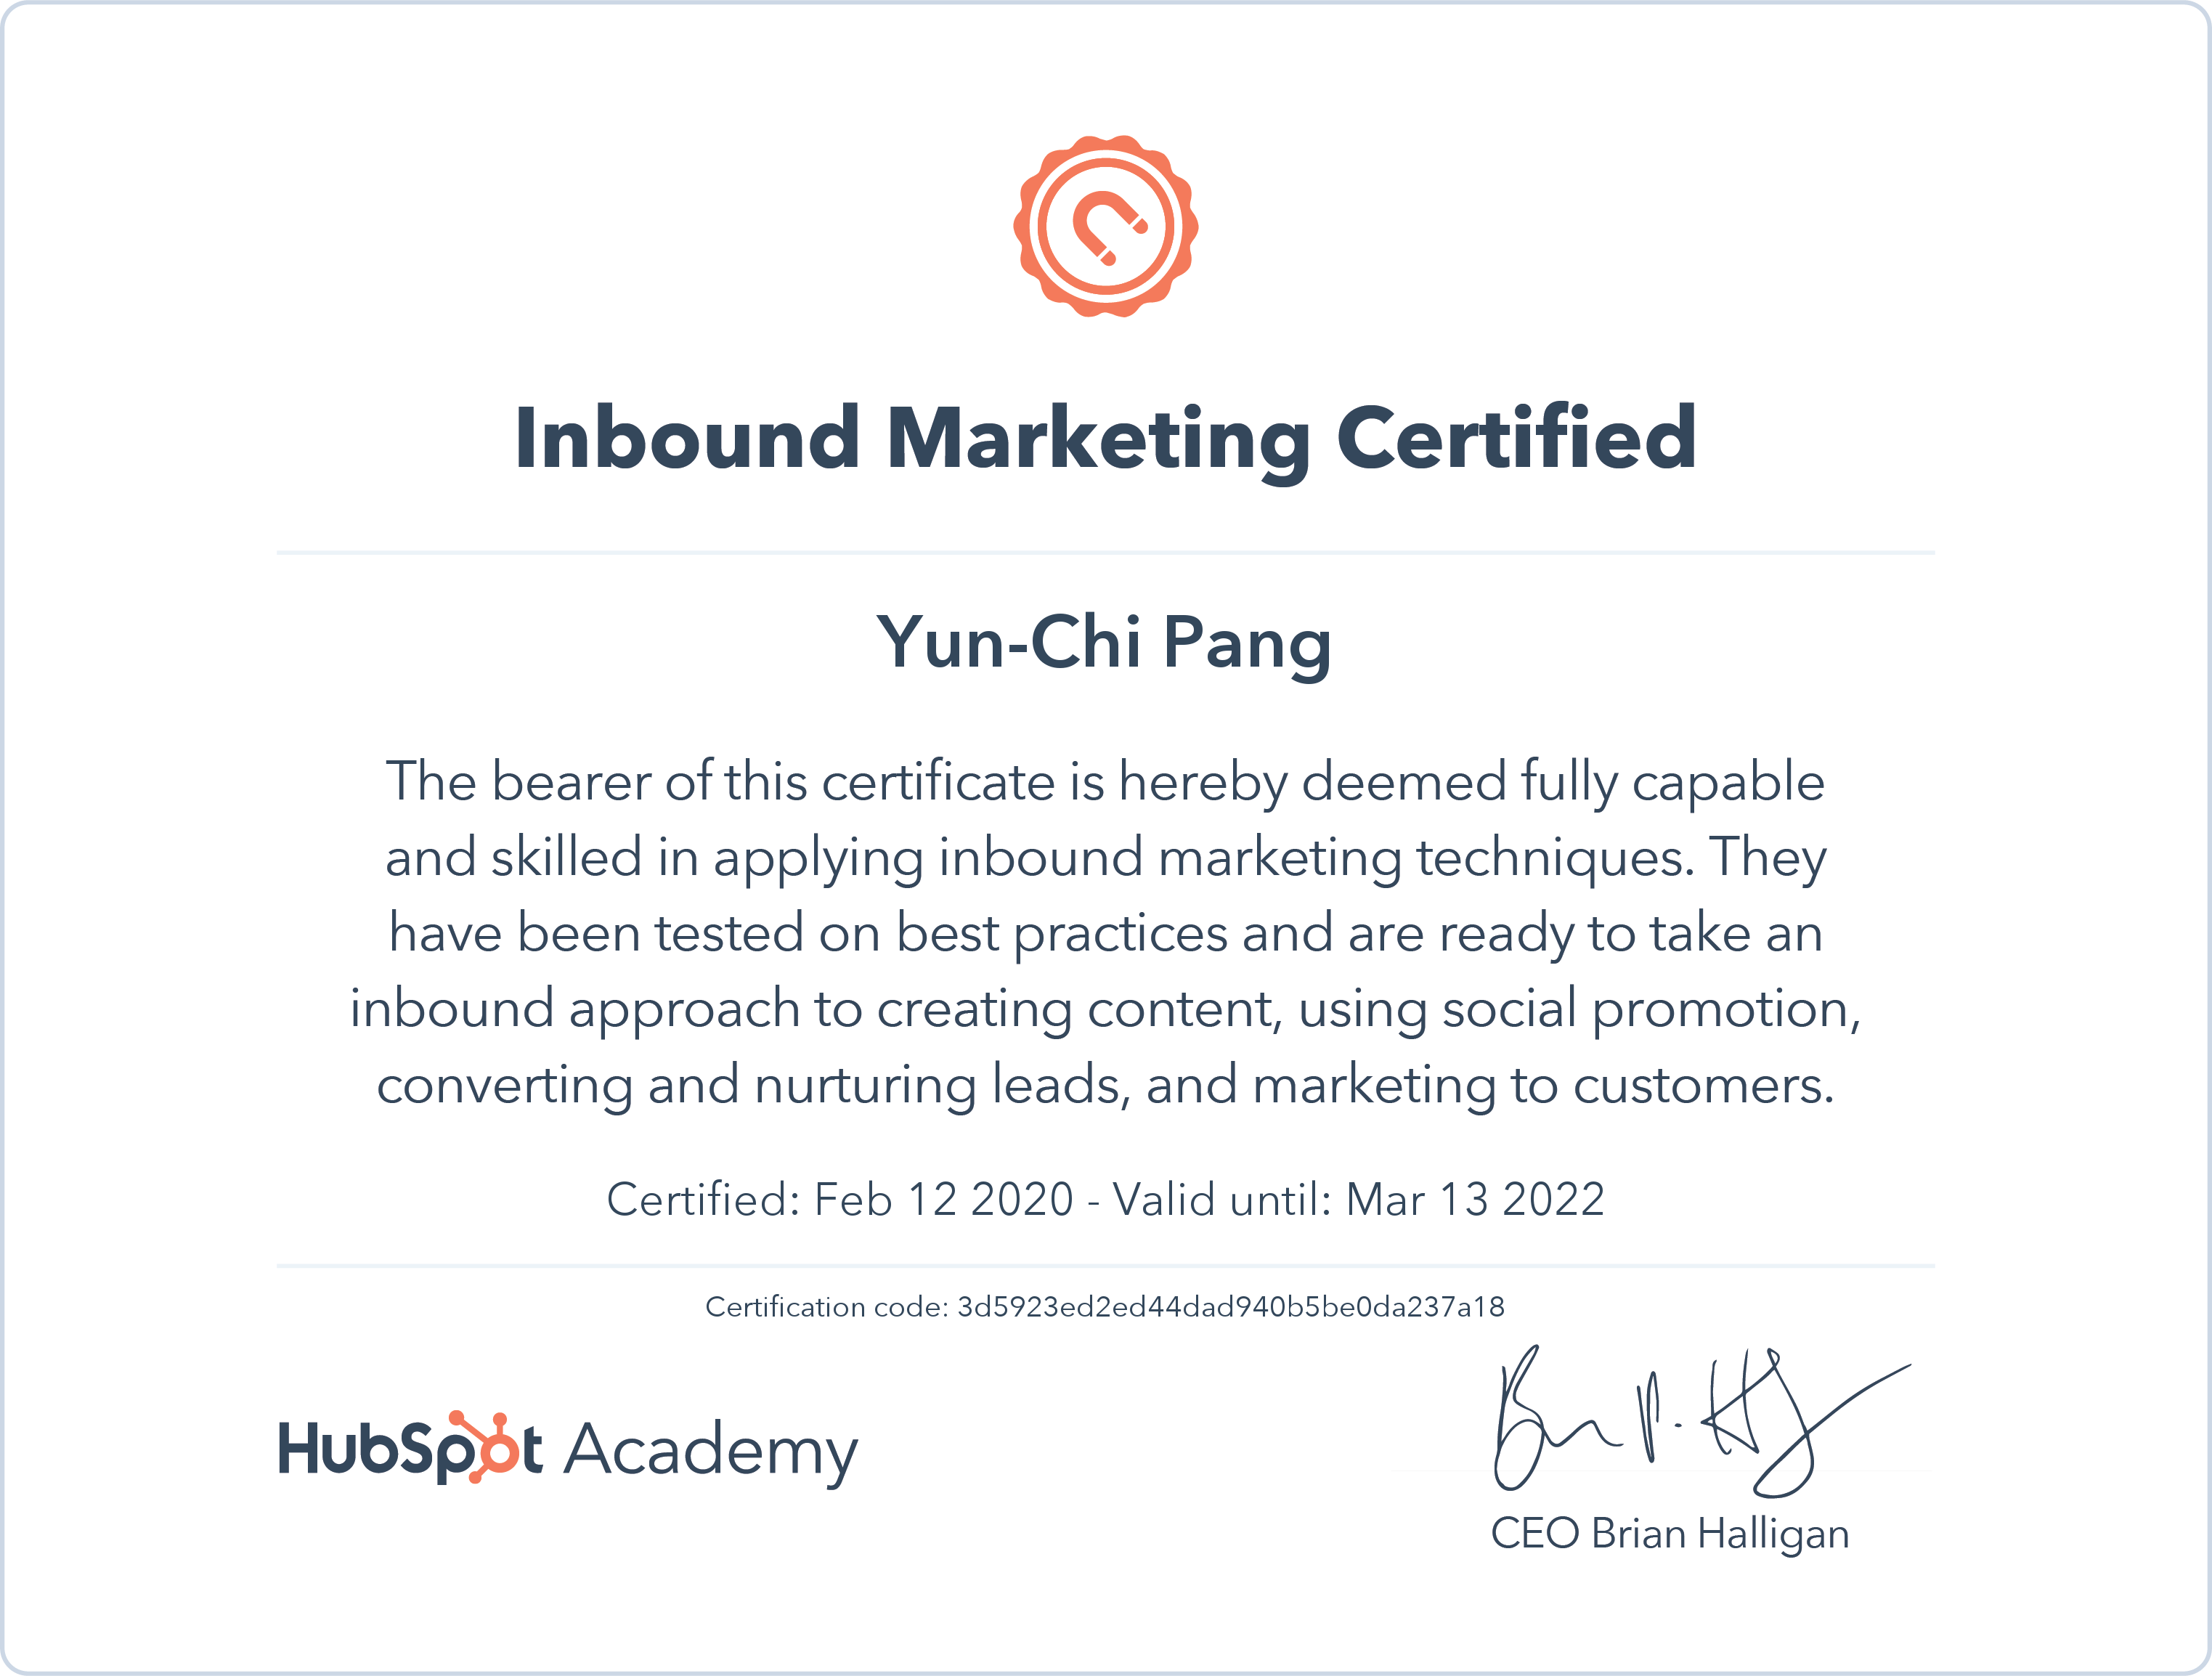 Inbound Marketing Certified
Yun-Chi Pang
The bearer of this certificate is hereby deemed fully capable
and skilled in applying inbound marketing techniques. They
have been tested on best practices and are ready to take an
inbound approach to creating content, using social promotion,
converting and nurturing leads, and marketing to customers.
Certified: Feb 12 2020 - Valid until: Mar 13 2022
Certification code: 3d5923ed2ed44dad940b5be0da237a18
HubSpot Academy
CEO Brian Halligan